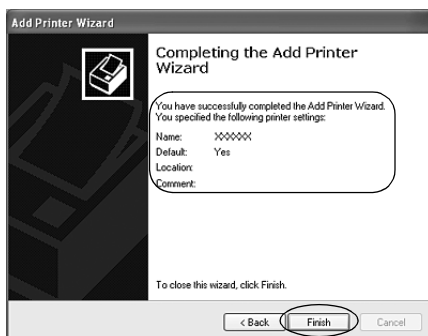 Add Printer Wizard
Completing the Add Printer
Wizard
You have successfully completed the Add Printer Wizard.
You specified the following printer settings:
Name: XXXXXX
Default: Yes
Location:
Comment:
To close this wizard, click Finish.
< Back Finish Cancel